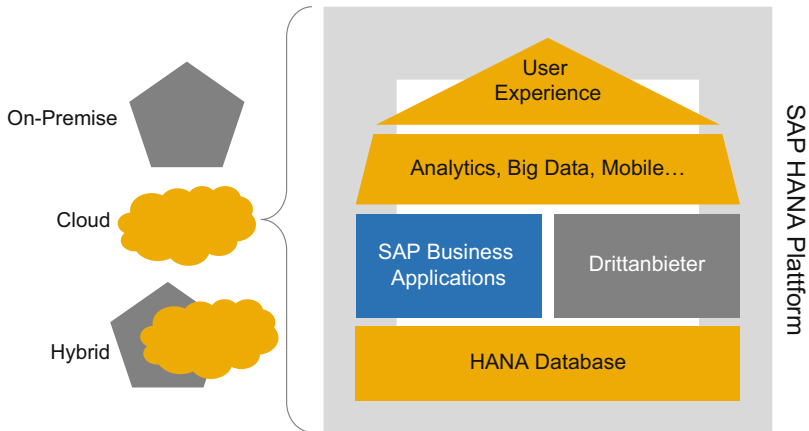 On-Premise
Cloud
Hybrid
User
Experience
Analytics, Big Data, Mobile…
SAP Business
Applications
Drittanbieter
HANA Database
SAP HANA Plattform